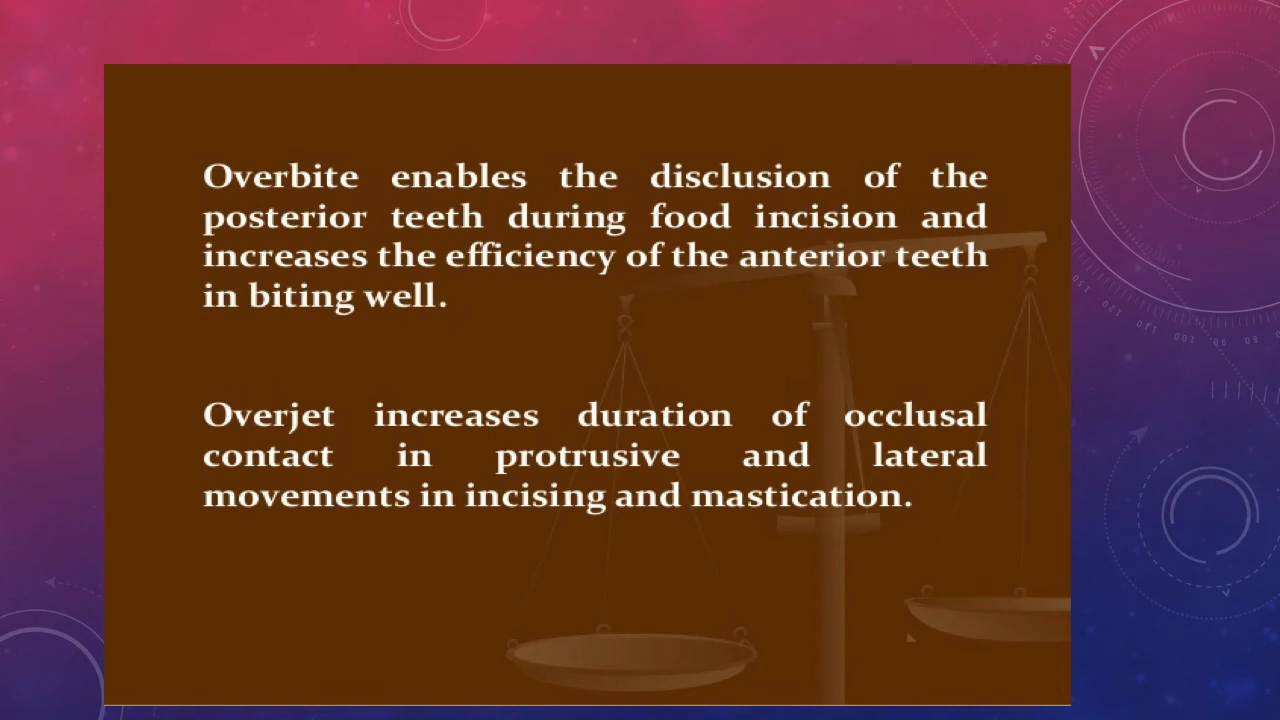 Overbite enables the disclusion of the
posterior teeth during food incision and
increases the efficiency of the anterior teeth
in biting well.
Overjet increases duration of occlusal
contact in protrusive and lateral
movements in incising and mastication.